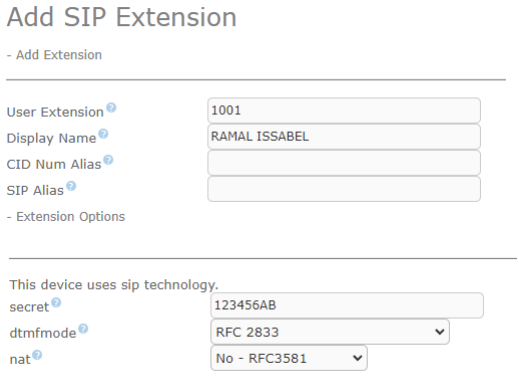 Add SIP Extension
- Add Extension
User Extension ? 1001
Display Name ? RAMAL ISSABEL
CID Num Alias ?
SIP Alias ?
- Extension Options
This device uses sip technology.
secret ? 123456AB
dtmfmode ? RFC 2833
nat ? No - RFC3581